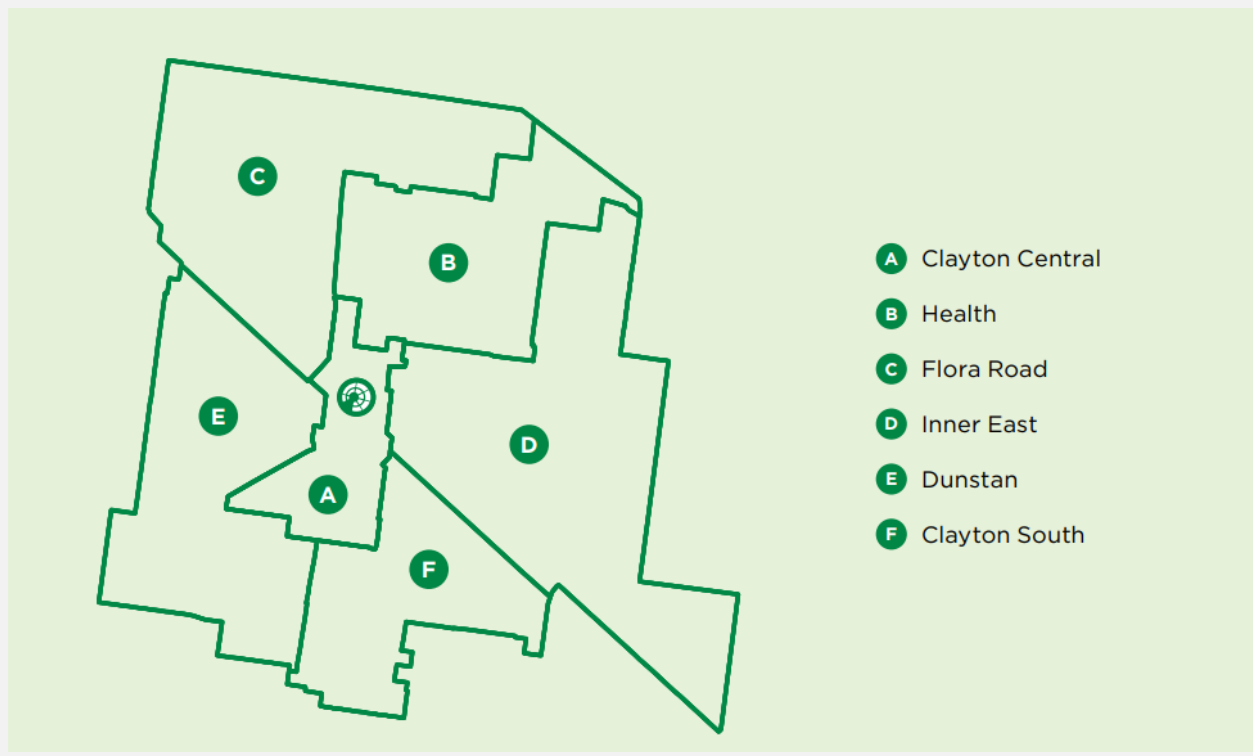 C
B
E
D
A
F
A Clayton Central
B Health
C Flora Road
D Inner East
E Dunstan
F Clayton South